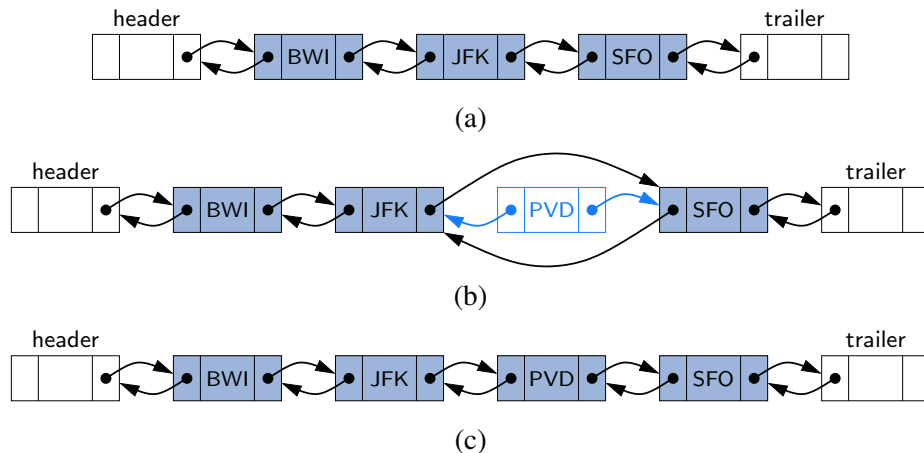 header trailer
BWI JFK SFO
(a)
header trailer
BWI JFK PVD SFO
(b)
header trailer
BWI JFK PVD SFO
(c)